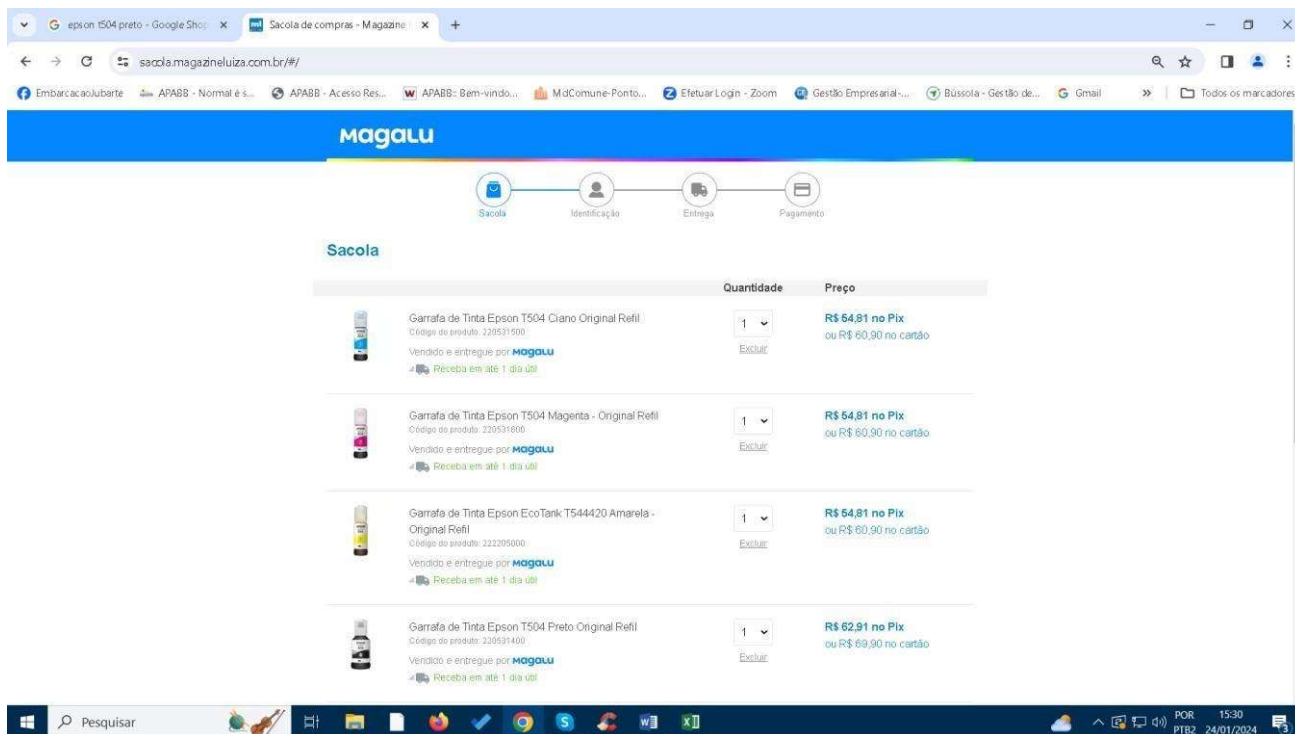 epson t504 preto - Google Shop
Sacola de compras - Magazine
sacola.magazineluiza.com.br/#/
EmbarcacaoJubarte
APABB - Normal é s...
APABB - Acesso Res...
APABB:: Bem-vindo...
MdComune-Ponto...
Efetuar Login - Zoom
Gestão Empresarial-...
Bússola - Gestão de...
Gmail
Todos os marcadores
Magalu
Sacola
Identificação
Entrega
Pagamento
Sacola
Quantidade Preço
Garrafa de Tinta Epson T504 Ciano Original Refil
Código do produto: 220531500
Vendido e entregue por Magalu
Receba em até 1 dia útil
1
Excluir
R$ 54,81 no Pix
ou R$ 60,90 no cartão
Garrafa de Tinta Epson T504 Magenta - Original Refil
Código do produto: 220531600
Vendido e entregue por Magalu
Receba em até 1 dia útil
1
Excluir
R$ 54,81 no Pix
ou R$ 60,90 no cartão
Garrafa de Tinta Epson EcoTank T544420 Amarela -
Original Refil
Código do produto: 222205000
Vendido e entregue por Magalu
Receba em até 1 dia útil
1
Excluir
R$ 54,81 no Pix
ou R$ 60,90 no cartão
Garrafa de Tinta Epson T504 Preto Original Refil
Código do produto: 220531400
Vendido e entregue por Magalu
Receba em até 1 dia útil
1
Excluir
R$ 62,91 no Pix
ou R$ 69,90 no cartão
Pesquisar
POR
PTB2
15:30
24/01/2024